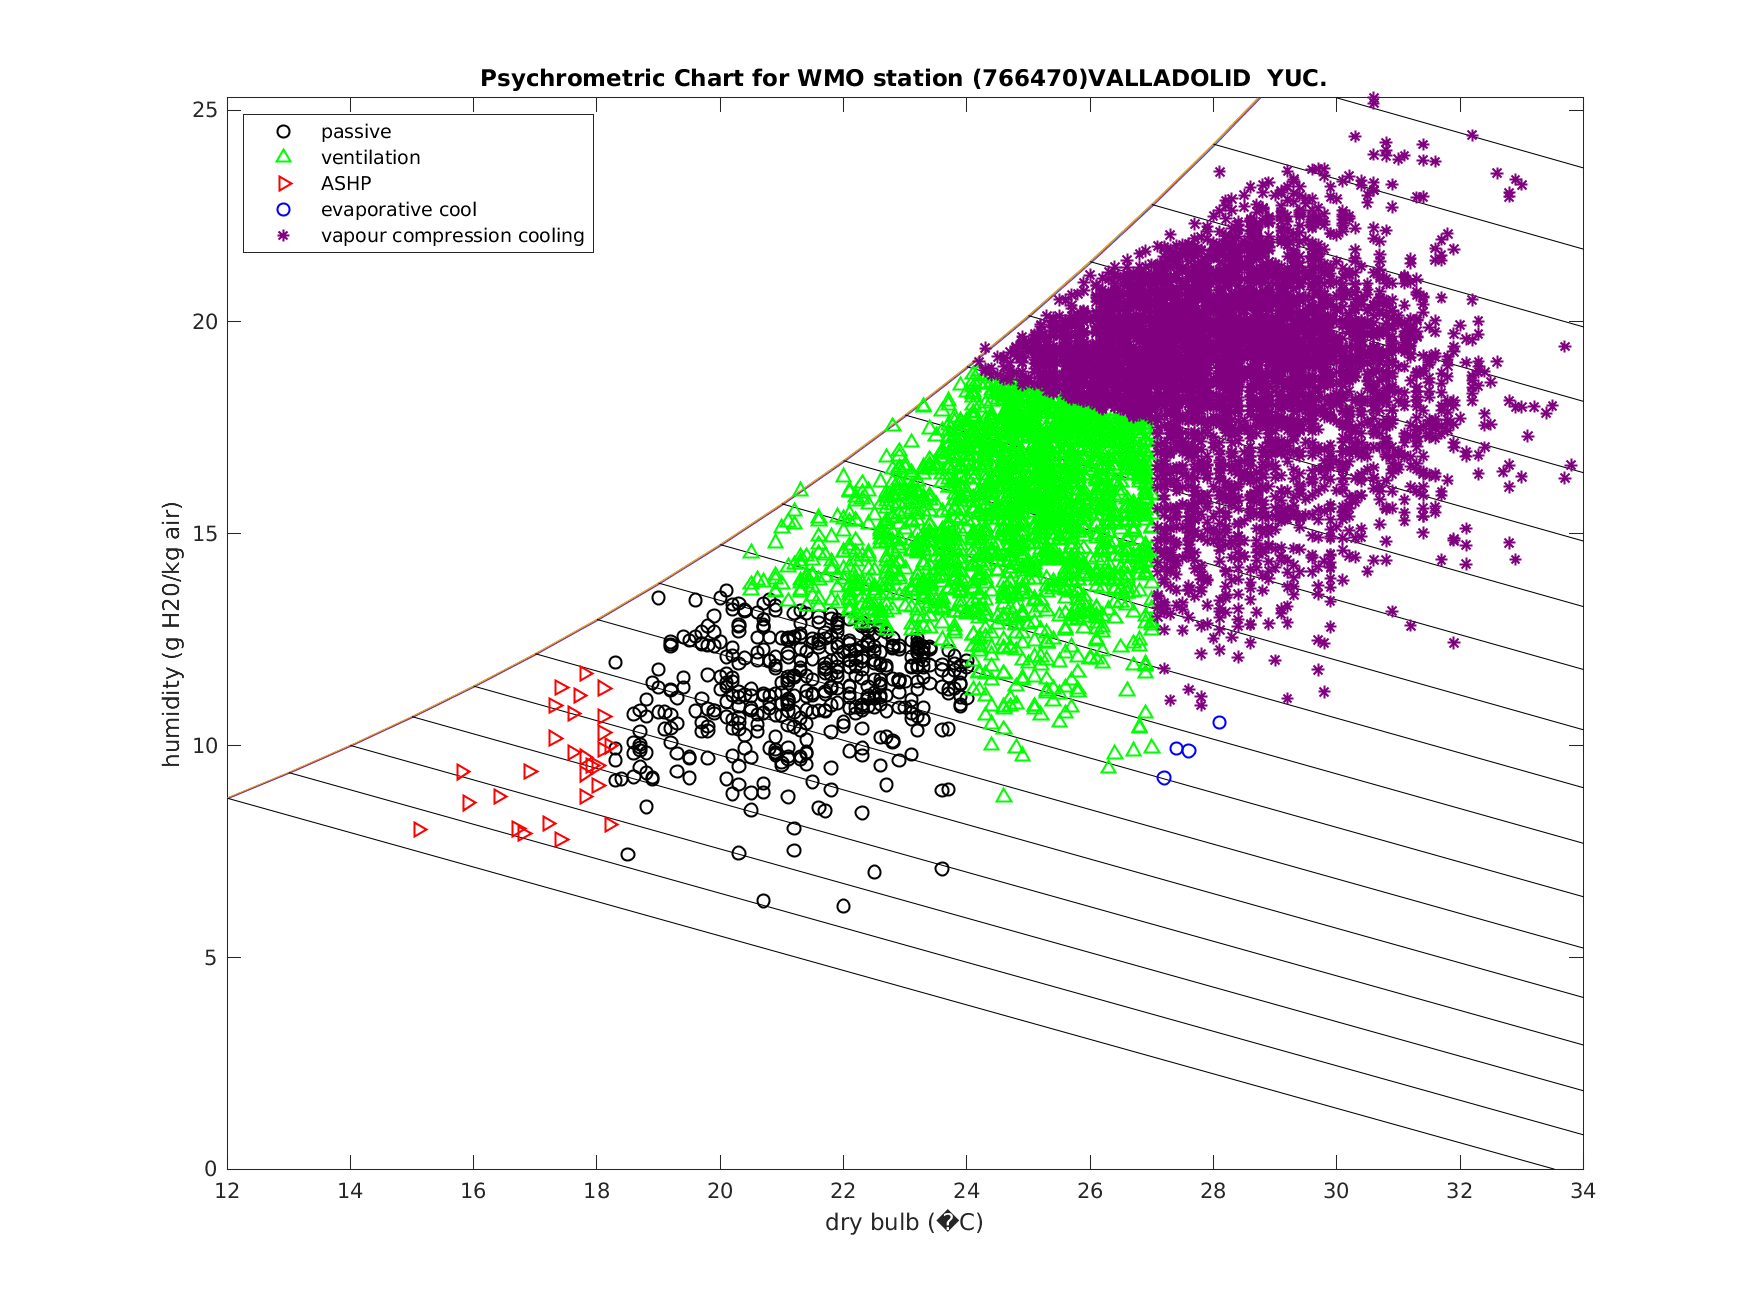 Psychrometric Chart for WMO station (766470)VALLADOLID  YUC.
passive
ventilation
ASHP
evaporative cool
vapour compression cooling
humidity (g H20/kg air)
25
20
15
10
5
0
12 14 16 18 20 22 24 26 28 30 32 34
dry bulb (�C)